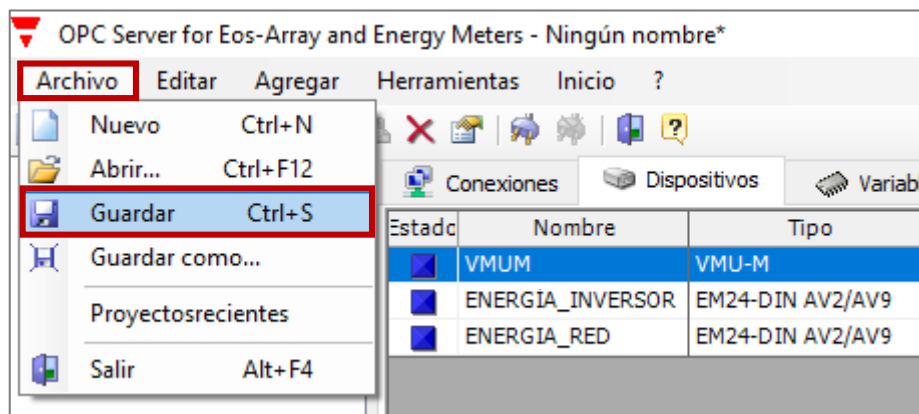 OPC Server for Eos-Array and Energy Meters - Ningún nombre*
Archivo Editar Agregar Herramientas Inicio ?
Nuevo Ctrl+N
Abrir... Ctrl+F12
Guardar Ctrl+S
Guardar como...
Proyectosrecientes
Salir Alt+F4
Conexiones Dispositivos Variab
Estado Nombre Tipo
VMUM VMU-M
ENERGÍA_INVERSOR EM24-DIN AV2/AV9
ENERGIA_RED EM24-DIN AV2/AV9